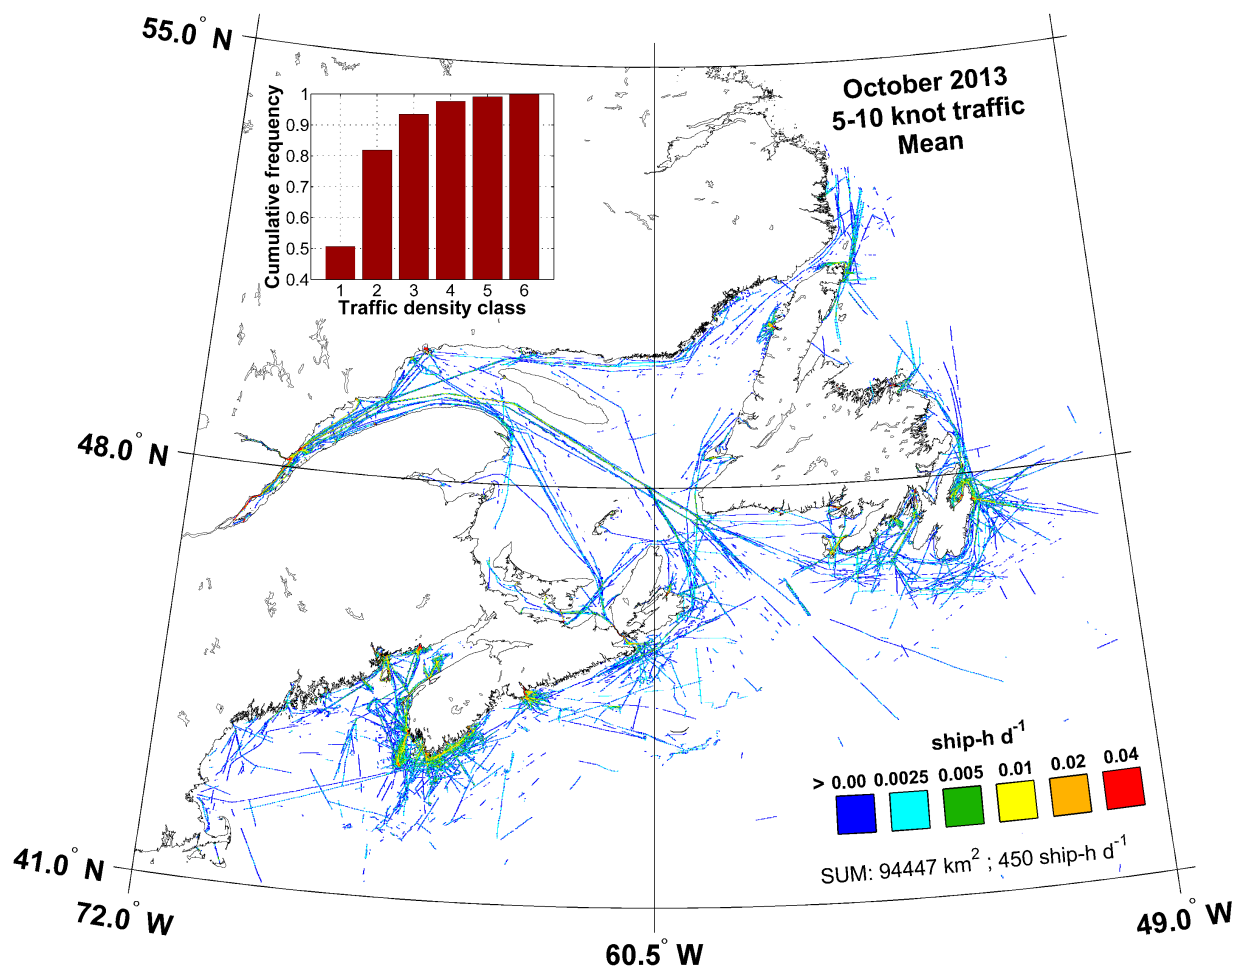 55.0° N
October 2013
5-10 knot traffic
Mean
Cumulative frequency
1
0.9
0.8
0.7
0.6
0.5
0.4
1 2 3 4 5 6
Traffic density class
48.0° N
ship-h d-1
> 0.00 0.0025 0.005 0.01 0.02 0.04
SUM: 94447 km2 ; 450 ship-h d-1
41.0° N
72.0° W
60.5° W
49.0° W